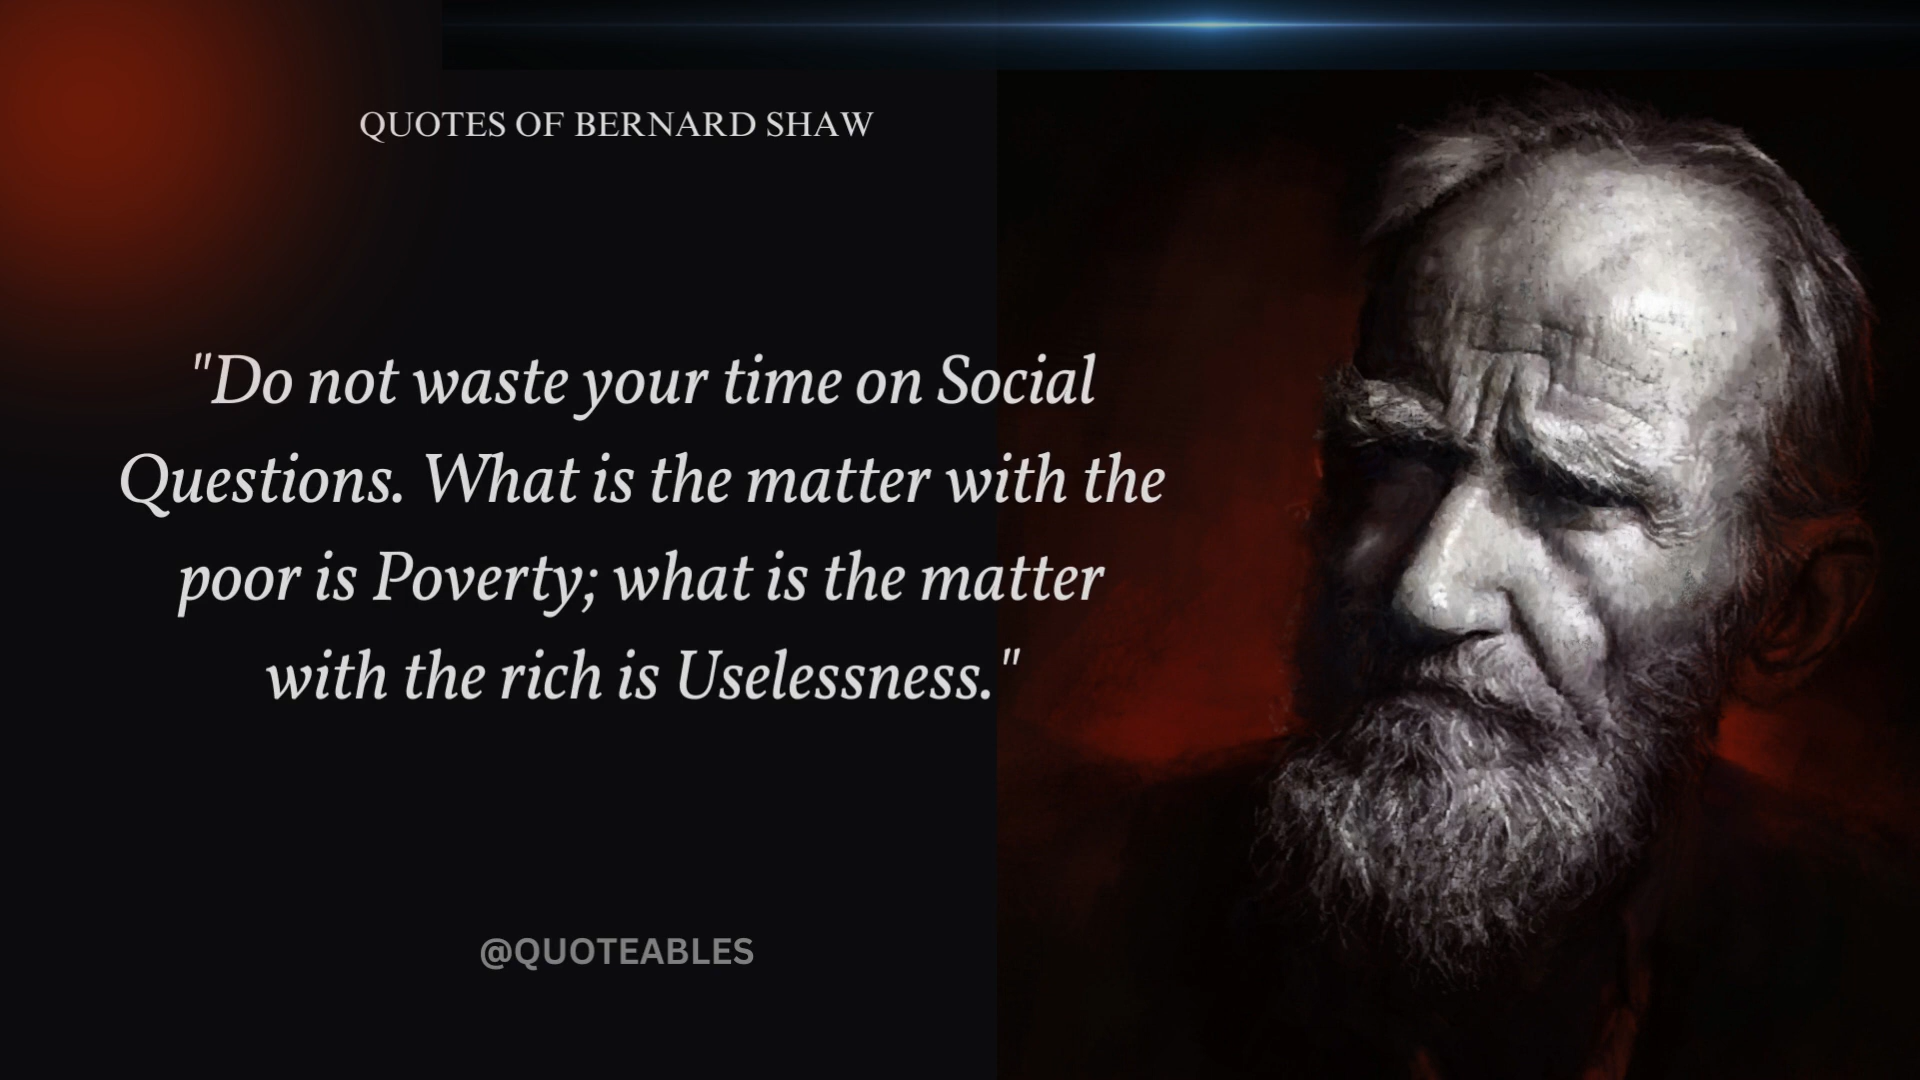 QUOTES OF BERNARD SHAW
"Do not waste your time on Social
Questions. What is the matter with the
poor is Poverty; what is the matter
with the rich is Uselessness."
@QUOTEABLES